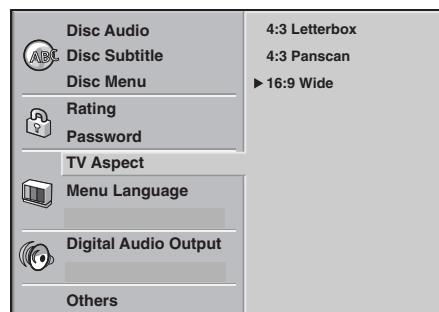 Disc Audio
ABC
Disc Subtitle
Disc Menu
Rating
Password
?
TV Aspect
Menu Language
Digital Audio Output
Others
4:3 Letterbox
4:3 Panscan
▶ 16:9 Wide